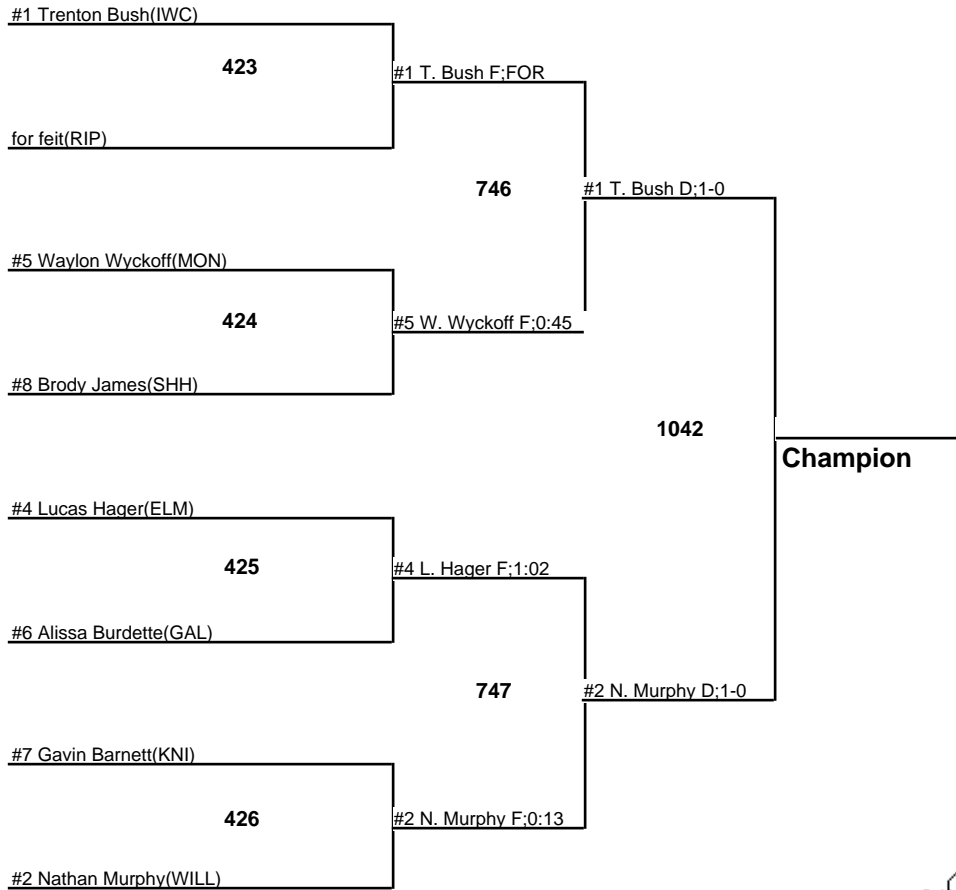 #1 Trenton Bush(IWC)
423
#1 T. Bush F;FOR
for feit(RIP)
746
#1 T. Bush D;1-0
#5 Waylon Wyckoff(MON)
424
#5 W. Wyckoff F;0:45
#8 Brody James(SHH)
1042
Champion
#4 Lucas Hager(ELM)
425
#4 L. Hager F;1:02
#6 Alissa Burdette(GAL)
747
#2 N. Murphy D;1-0
#7 Gavin Barnett(KNI)
426
#2 N. Murphy F;0:13
#2 Nathan Murphy(WILL)